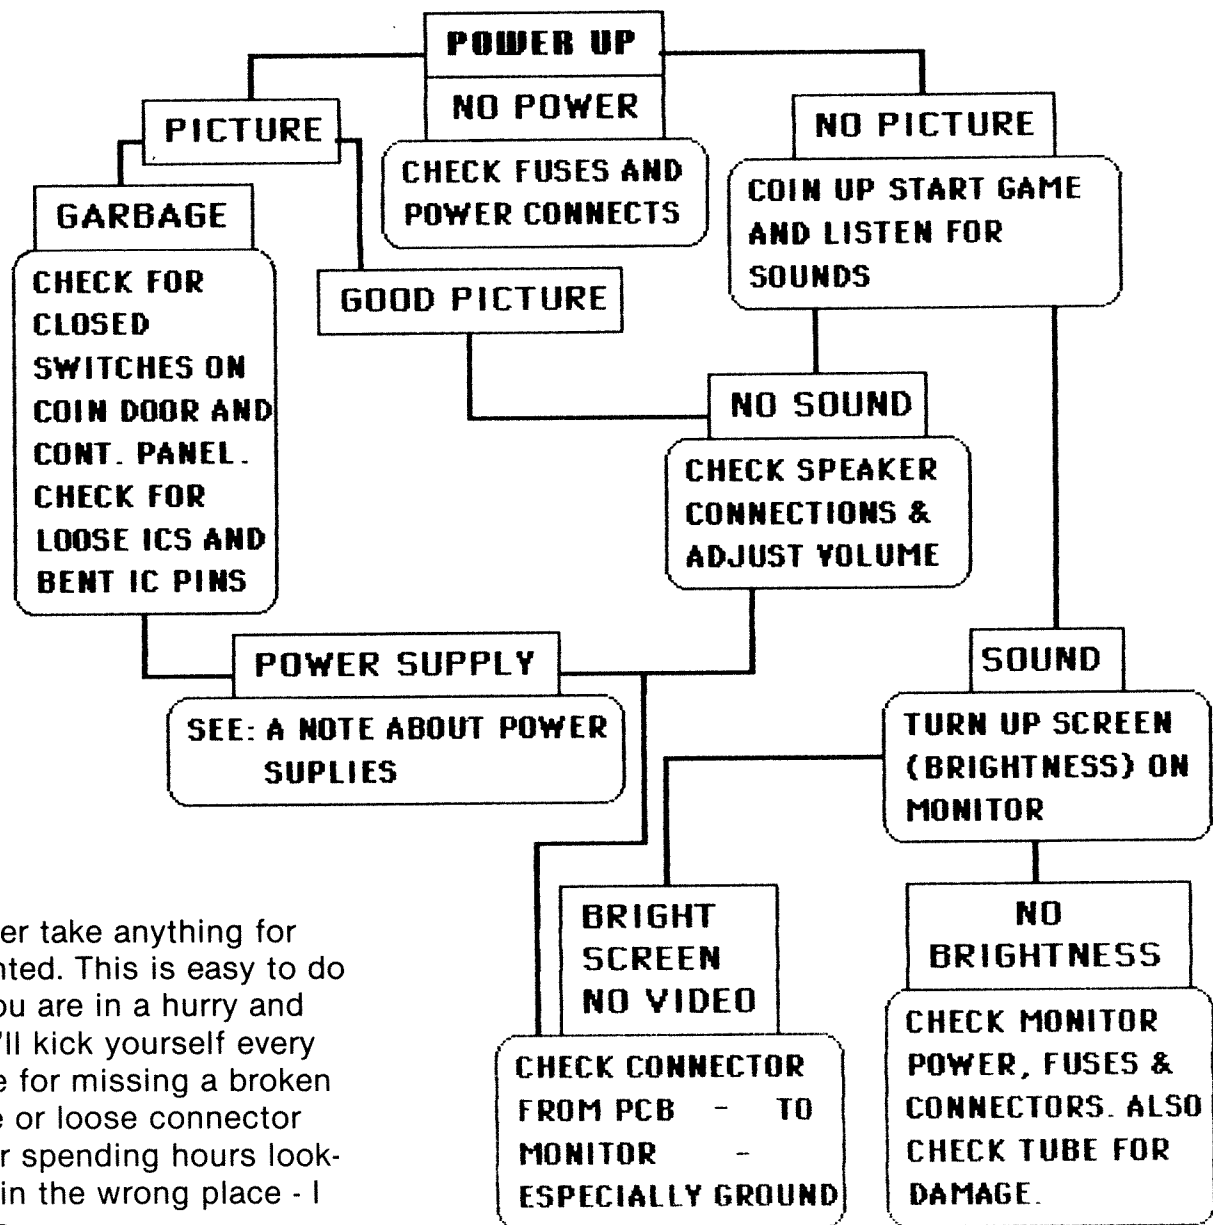 POWER UP
NO POWER
CHECK FUSES AND
POWER CONNECTS
PICTURE
GARBAGE
CHECK FOR
CLOSED
SWITCHES ON
COIN DOOR AND
CONT. PANEL.
CHECK FOR
LOOSE ICS AND
BENT IC PINS
GOOD PICTURE
NO PICTURE
COIN UP START GAME
AND LISTEN FOR
SOUNDS
NO SOUND
CHECK SPEAKER
CONNECTIONS &
ADJUST VOLUME
POWER SUPPLY
SEE: A NOTE ABOUT POWER
SUPLIES
SOUND
TURN UP SCREEN
(BRIGHTNESS) ON
MONITOR
BRIGHT
SCREEN
NO VIDEO
CHECK CONNECTOR
FROM PCB - TO
MONITOR -
ESPECIALLY GROUND
NO
BRIGHTNESS
CHECK MONITOR
POWER, FUSES &
CONNECTORS. ALSO
CHECK TUBE FOR
DAMAGE.
er take anything for
nted. This is easy to do
ou are in a hurry and
'll kick yourself every
e for missing a broken
e or loose connector
r spending hours look-
in the wrong place - I